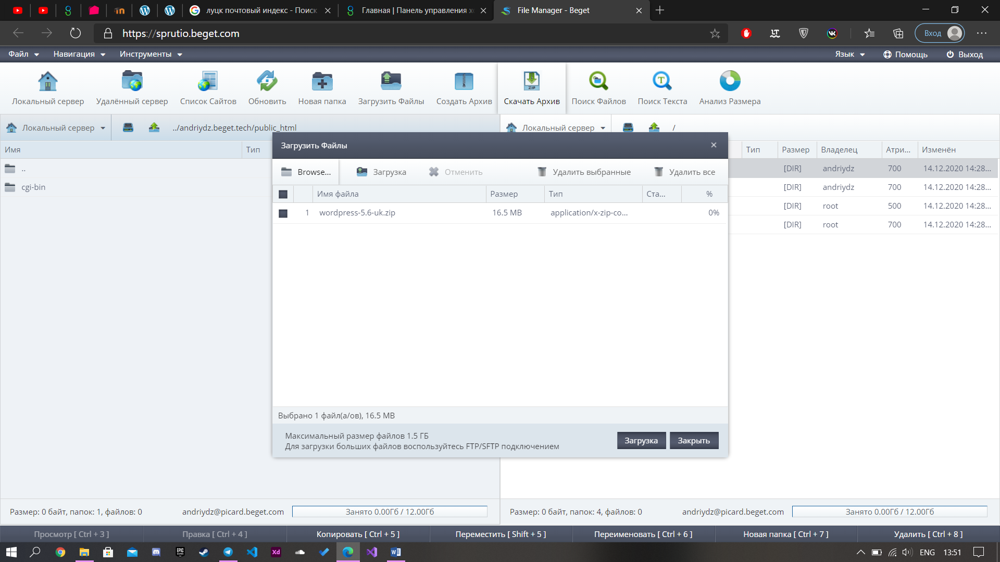 луцк почтовый индекс - Поиск
Главная | Панель управления хо
File Manager - Beget
https://sprutio.beget.com
Вход
Файл
Навигация
Инструменты
Язык
Помощь
Выход
Локальный сервер
Удалённый сервер
Список Сайтов
Обновить
Новая папка
Загрузить Файлы
Создать Архив
ZIP
Скачать Архив
Поиск Файлов
Поиск Текста
Анализ Размера
Локальный сервер
../andriydz.beget.tech/public_html
Локальный сервер
/
Имя
Тип
Тип
Размер
Владелец
Атри...
Изменён
..
cgi-bin
[DIR] andriydz 700 14.12.2020 14:28...
[DIR] andriydz 700 14.12.2020 14:28...
[DIR] root 500 14.12.2020 14:28...
[DIR] root 700 14.12.2020 14:28...
Загрузить Файлы
Browse...
Загрузка
Отменить
Удалить выбранные
Удалить все
Имя файла
Размер
Тип
Ста...
%
1 wordpress-5.6-uk.zip 16.5 MB application/x-zip-co... 0%
Выбрано 1 файл(а/ов), 16.5 MB
Максимальный размер файлов 1.5 ГБ
Для загрузки больших файлов воспользуйтесь FTP/SFTP подключением
Загрузка
Закрыть
Размер: 0 байт, папок: 1, файлов: 0
andriydz@picard.beget.com
Занято 0.00Гб / 12.00Гб
Размер: 0 байт, папок: 4, файлов: 0
andriydz@picard.beget.com
Занято 0.00Гб / 12.00Гб
Просмотр [ Ctrl + 3 ]
Правка [ Ctrl + 4 ]
Копировать [ Ctrl + 5 ]
Переместить [ Shift + 5 ]
Переименовать [ Ctrl + 6 ]
Новая папка [ Ctrl + 7 ]
Удалить [ Ctrl + 8 ]
EPIC
Xd
ENG
13:51